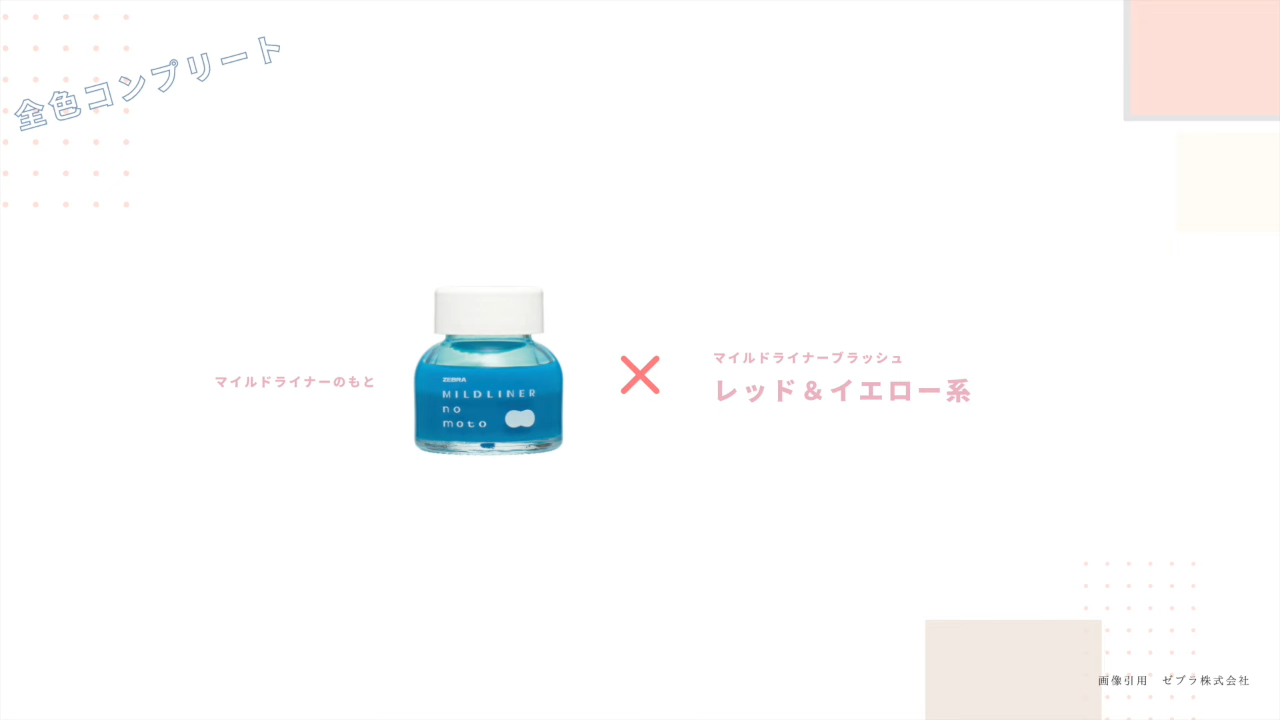 全色コンプリート
マイルドライナーのもと
ZEBRA
MILDLINER
no
moto
マイルドライナーブラッシュ
レッド＆イエロー系
画像引用　ゼブラ株式会社